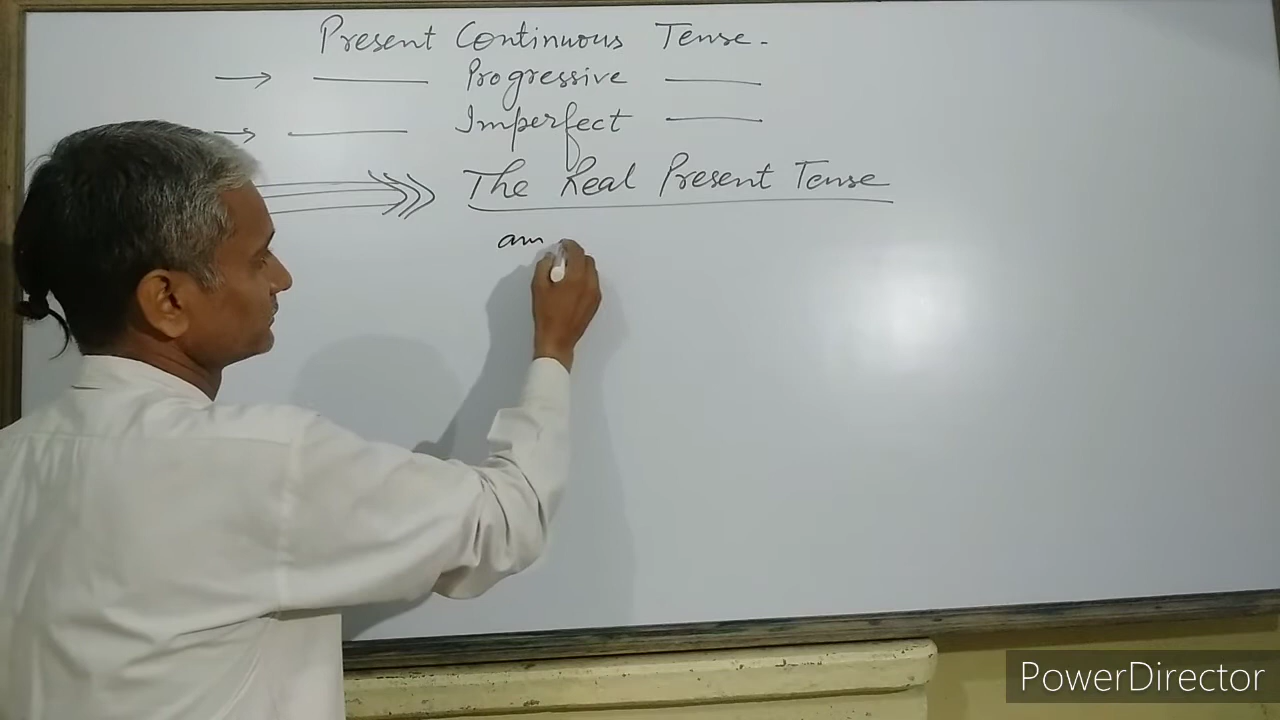 Present Continuous Tense.
→ —— Progressive ——
→ —— Imperfect ——
The Real Present Tense
am
PowerDirector